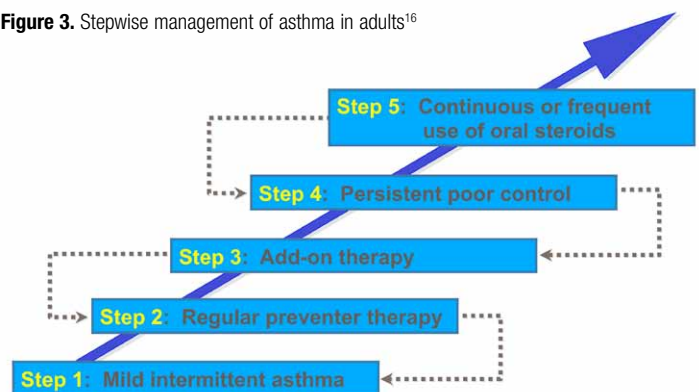 Figure 3. Stepwise management of asthma in adults16
Step 5: Continuous or frequent
use of oral steroids
Step 4: Persistent poor control
Step 3: Add-on therapy
Step 2: Regular preventer therapy
Step 1: Mild intermittent asthma